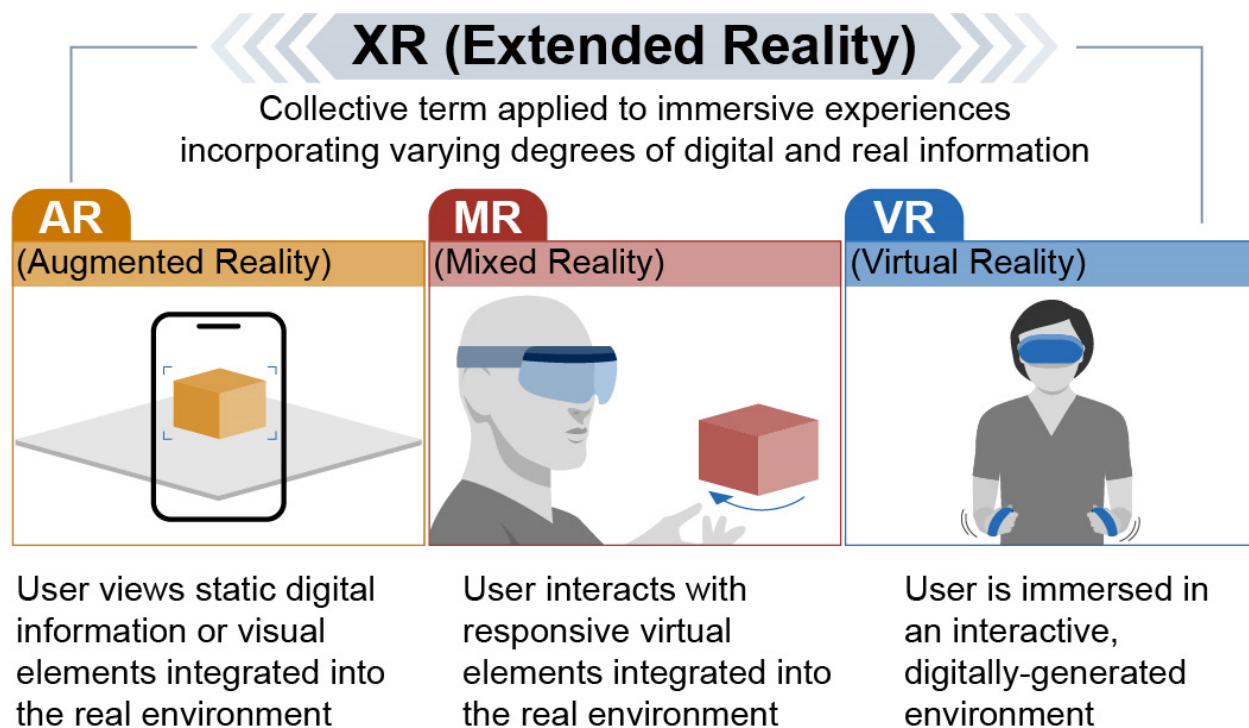 XR (Extended Reality)
Collective term applied to immersive experiences
incorporating varying degrees of digital and real information
AR
(Augmented Reality)
User views static digital
information or visual
elements integrated into
the real environment
MR
(Mixed Reality)
User interacts with
responsive virtual
elements integrated into
the real environment
VR
(Virtual Reality)
User is immersed in
an interactive,
digitally-generated
environment